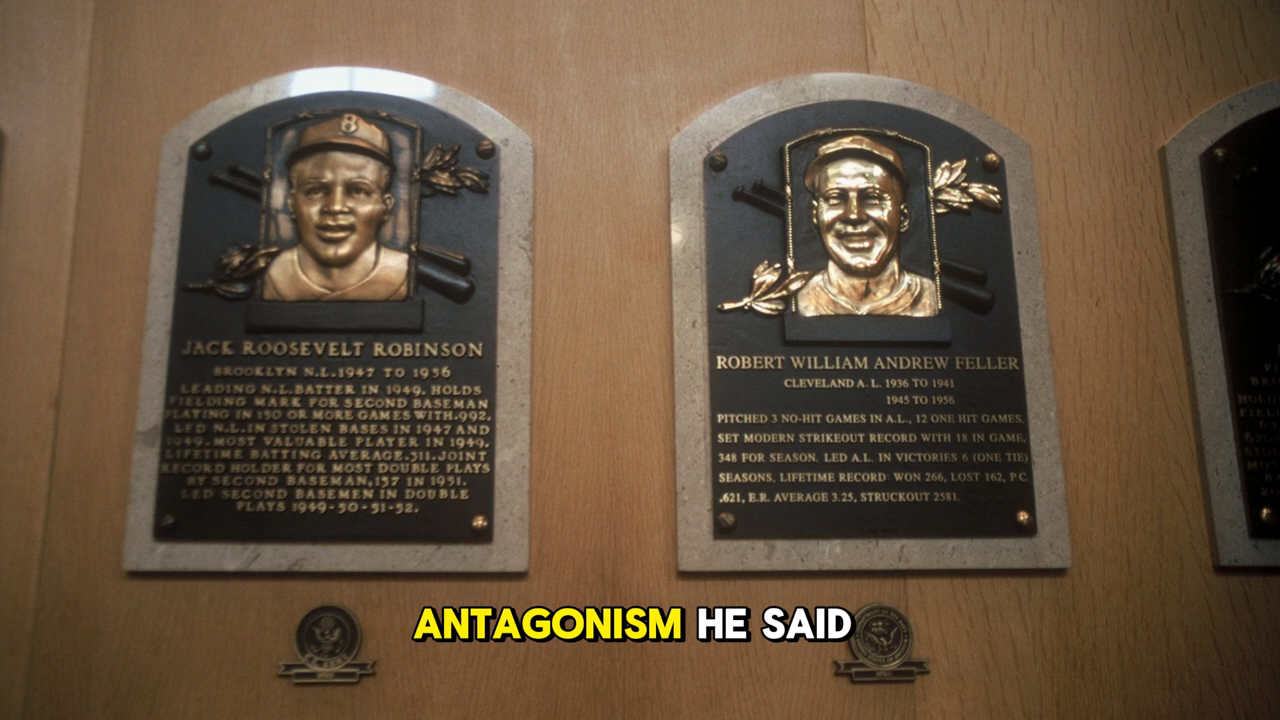 B
JACK ROOSEVELT ROBINSON
BROOKLYN N.L. 1947 TO 1956
LEADING N.L. BATTER IN 1949. HOLDS
FIELDING MARK FOR SECOND BASEMAN
PLAYING IN 150 OR MORE GAMES WITH .992.
LED N.L. IN STOLEN BASES IN 1947 AND
1949. MOST VALUABLE PLAYER IN 1949.
LIFETIME BATTING AVERAGE .311. JOINT
RECORD HOLDER FOR MOST DOUBLE PLAYS
BY SECOND BASEMAN, 137 IN 1951.
LED SECOND BASEMEN IN DOUBLE
PLAYS 1949-50-51-52.
ROBERT WILLIAM ANDREW FELLER
CLEVELAND A. L. 1936 TO 1941
1945 TO 1956
PITCHED 3 NO-HIT GAMES IN A.L., 12 ONE HIT GAMES.
SET MODERN STRIKEOUT RECORD WITH 18 IN GAME,
348 FOR SEASON. LED A.L. IN VICTORIES 6 (ONE TIE)
SEASONS. LIFETIME RECORD: WON 266, LOST 162, P.C.
.621, E.R. AVERAGE 3.25, STRUCKOUT 2581.
ANTAGONISM HE SAID